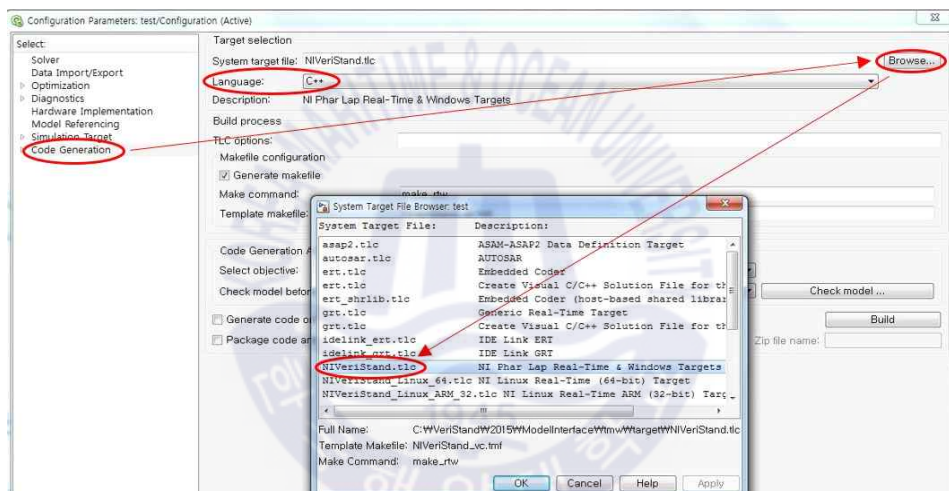 Configuration Parameters: test/Configuration (Active)
Select:
Solver
Data Import/Export
Optimization
Diagnostics
Hardware Implementation
Model Referencing
Simulation Target
Code Generation
Target selection
System target file: NIVeriStand.tlc Browse...
Language: C++
Description: NI Phar Lap Real-Time & Windows Targets
Build process
TLC options:
Makefile configuration
Generate makefile
Make command: make_rtw
Template makefile:
Code Generation A
Select objective:
Check model befor Check model ...
Generate code o Build
Package code an Zip file name:
System Target File Browser: test
System Target File: Description:
asap2.tlc ASAM-ASAP2 Data Definition Target
autosar.tlc AUTOSAR
ert.tlc Embedded Coder
ert.tlc Create Visual C/C++ Solution File for th
ert_shrlib.tlc Embedded Coder (host-based shared librar
grt.tlc Generic Real-Time Target
grt.tlc Create Visual C/C++ Solution File for th
idelink_ert.tlc IDE Link ERT
idelink_grt.tlc IDE Link GRT
NIVeriStand.tlc NI Phar Lap Real-Time & Windows Targets
NIVeriStand_Linux_64.tlc NI Linux Real-Time (64-bit) Target
NIVeriStand_Linux_ARM_32.tlc NI Linux Real-Time ARM (32-bit) Targ
Full Name: C:₩VeriStand₩2015₩ModelInterface₩tmw₩target₩NIVeriStand.tlc
Template Makefile: NIVeriStand_vc.tmf
Make Command: make_rtw
OK Cancel Help Apply
MARITIME & OCEAN UNIVERSIT
1945